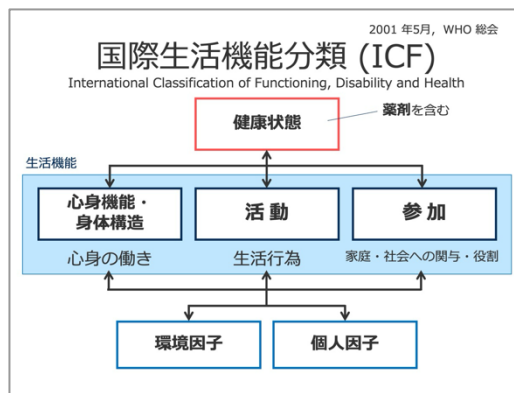 2001 年5月，WHO 総会
国際生活機能分類 (ICF)
International Classification of Functioning, Disability and Health
健康状態
薬剤を含む
生活機能
心身機能・
身体構造
活 動
参 加
心身の働き
生活行為
家庭・社会への関与・役割
環境因子
個人因子